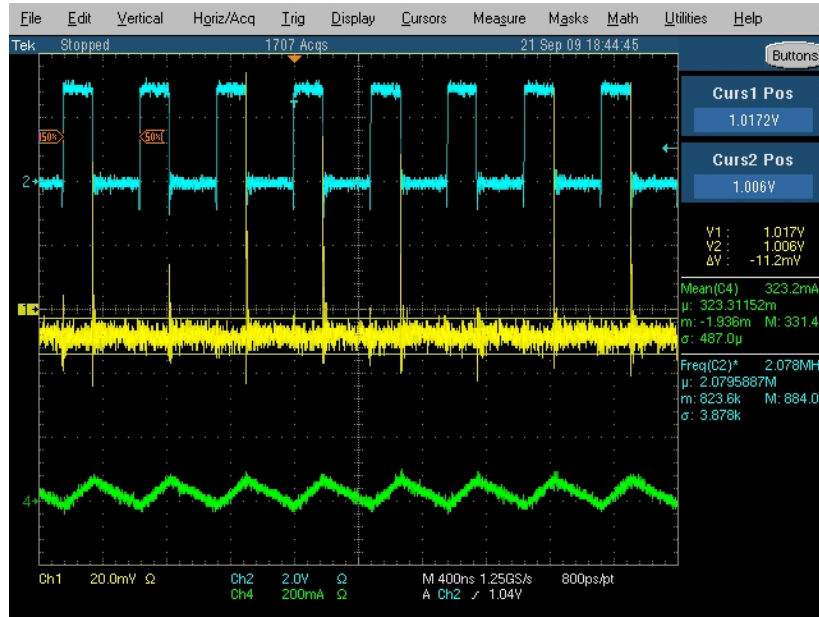 File Edit Vertical Horiz/Acq Trig Display Cursors Measure Masks Math Utilities Help
Tek Stopped 1707 Acqs 21 Sep 09 18:44:45
Buttons
Curs1 Pos
1.0172V
Curs2 Pos
1.006V
50% 50%
2
V1 : 1.017V
V2 : 1.006V
ΔV : -11.2mV
1
Mean(C4) 323.2mA
μ: 323.31152m
m: -1.936m M: 331.4
σ: 487.0μ
Freq(C2)* 2.078MH
μ: 2.0795887M
m: 823.6k M: 884.0
σ: 3.878k
4
Ch1 20.0mV Ω Ch2 2.0V Ω M 400ns 1.25GS/s 800ps/pt
Ch4 200mA Ω A Ch2 ⌿ 1.04V